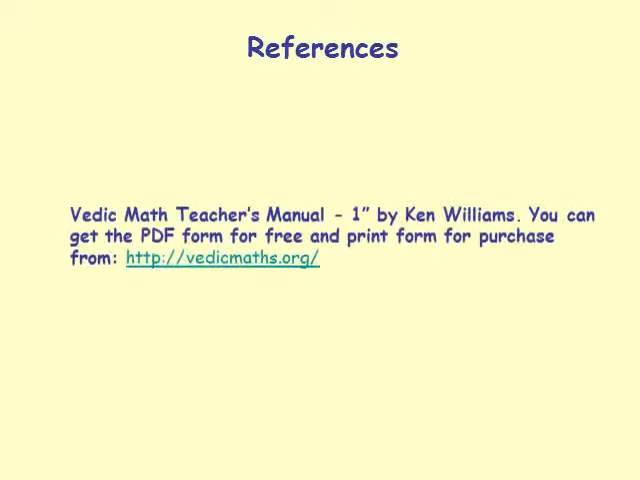 References
Vedic Math Teacher’s Manual - 1” by Ken Williams. You can
get the PDF form for free and print form for purchase
from: http://vedicmaths.org/